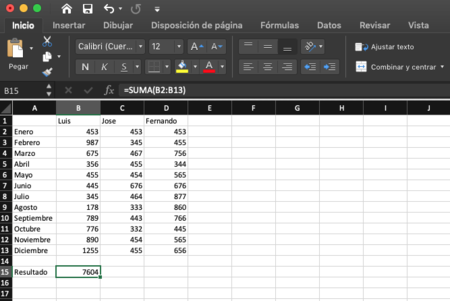 Inicio Insertar Dibujar Disposición de página Fórmulas Datos Revisar Vista
Pegar
Calibri (Cuer... 12 A A
N K S A
Ajustar texto
Combinar y centrar
B15 fx =SUMA(B2:B13)
A B C D E F G H I J
1 Luis Jose Fernando
2 Enero 453 453 453
3 Febrero 987 345 455
4 Marzo 675 467 756
5 Abril 356 455 344
6 Mayo 455 454 565
7 Junio 445 676 676
8 Julio 345 464 877
9 Agosto 178 333 860
10 Septiembre 789 443 766
11 Octubre 776 332 445
12 Noviembre 890 454 565
13 Diciembre 1255 455 656
14
15 Resultado 7604
16
17